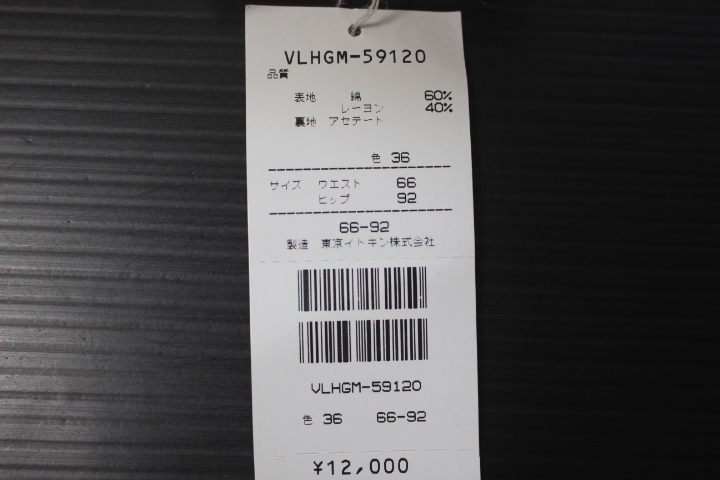 VLHGM-59120
品質
表地 綿 60%
レーヨン 40%
裏地 アセテート
色 36
サイズ ウエスト 66
ヒップ 92
66-92
製造 東京イトキン株式会社
VLHGM-59120
色 36 66-92
¥12,000